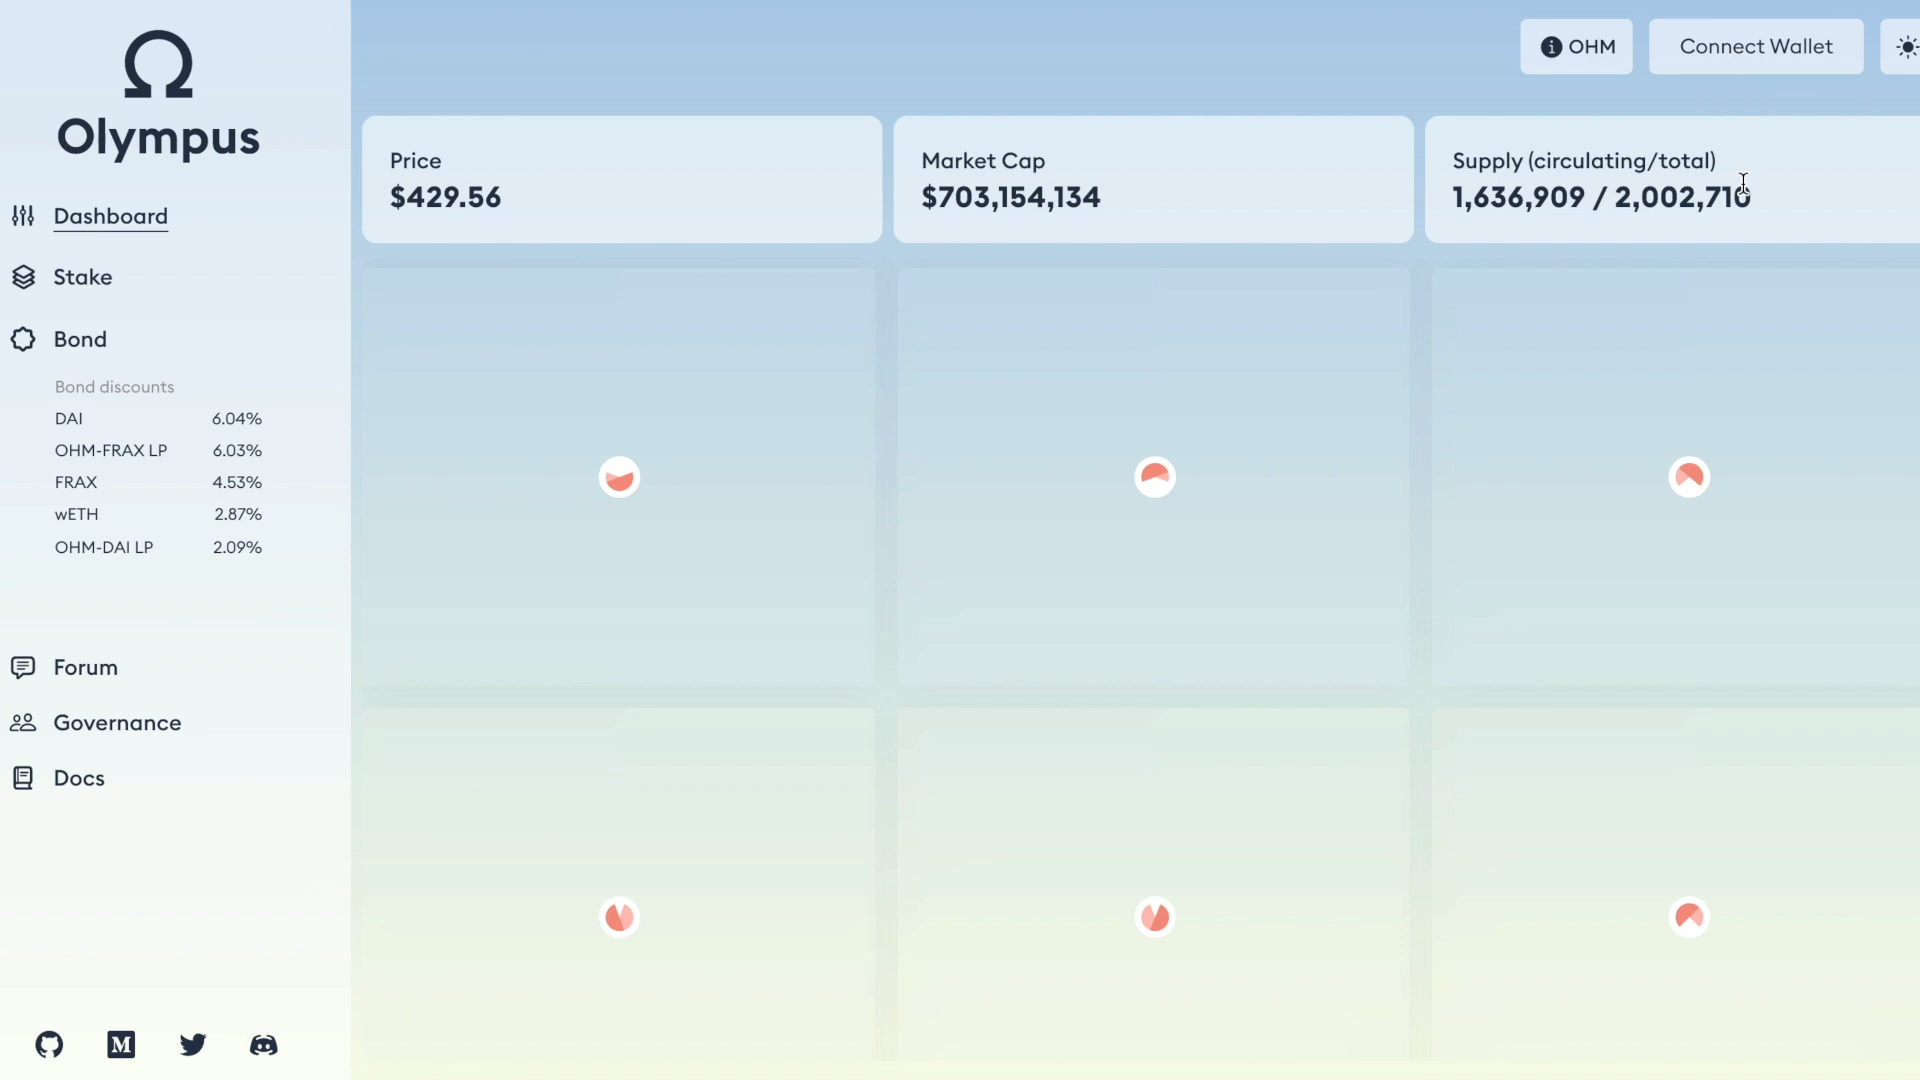 Olympus
Dashboard
Stake
Bond
Bond discounts
DAI 6.04%
OHM-FRAX LP 6.03%
FRAX 4.53%
wETH 2.87%
OHM-DAI LP 2.09%
Forum
Governance
Docs
OHM
Connect Wallet
Price
$429.56
Market Cap
$703,154,134
Supply (circulating/total)
1,636,909 / 2,002,710